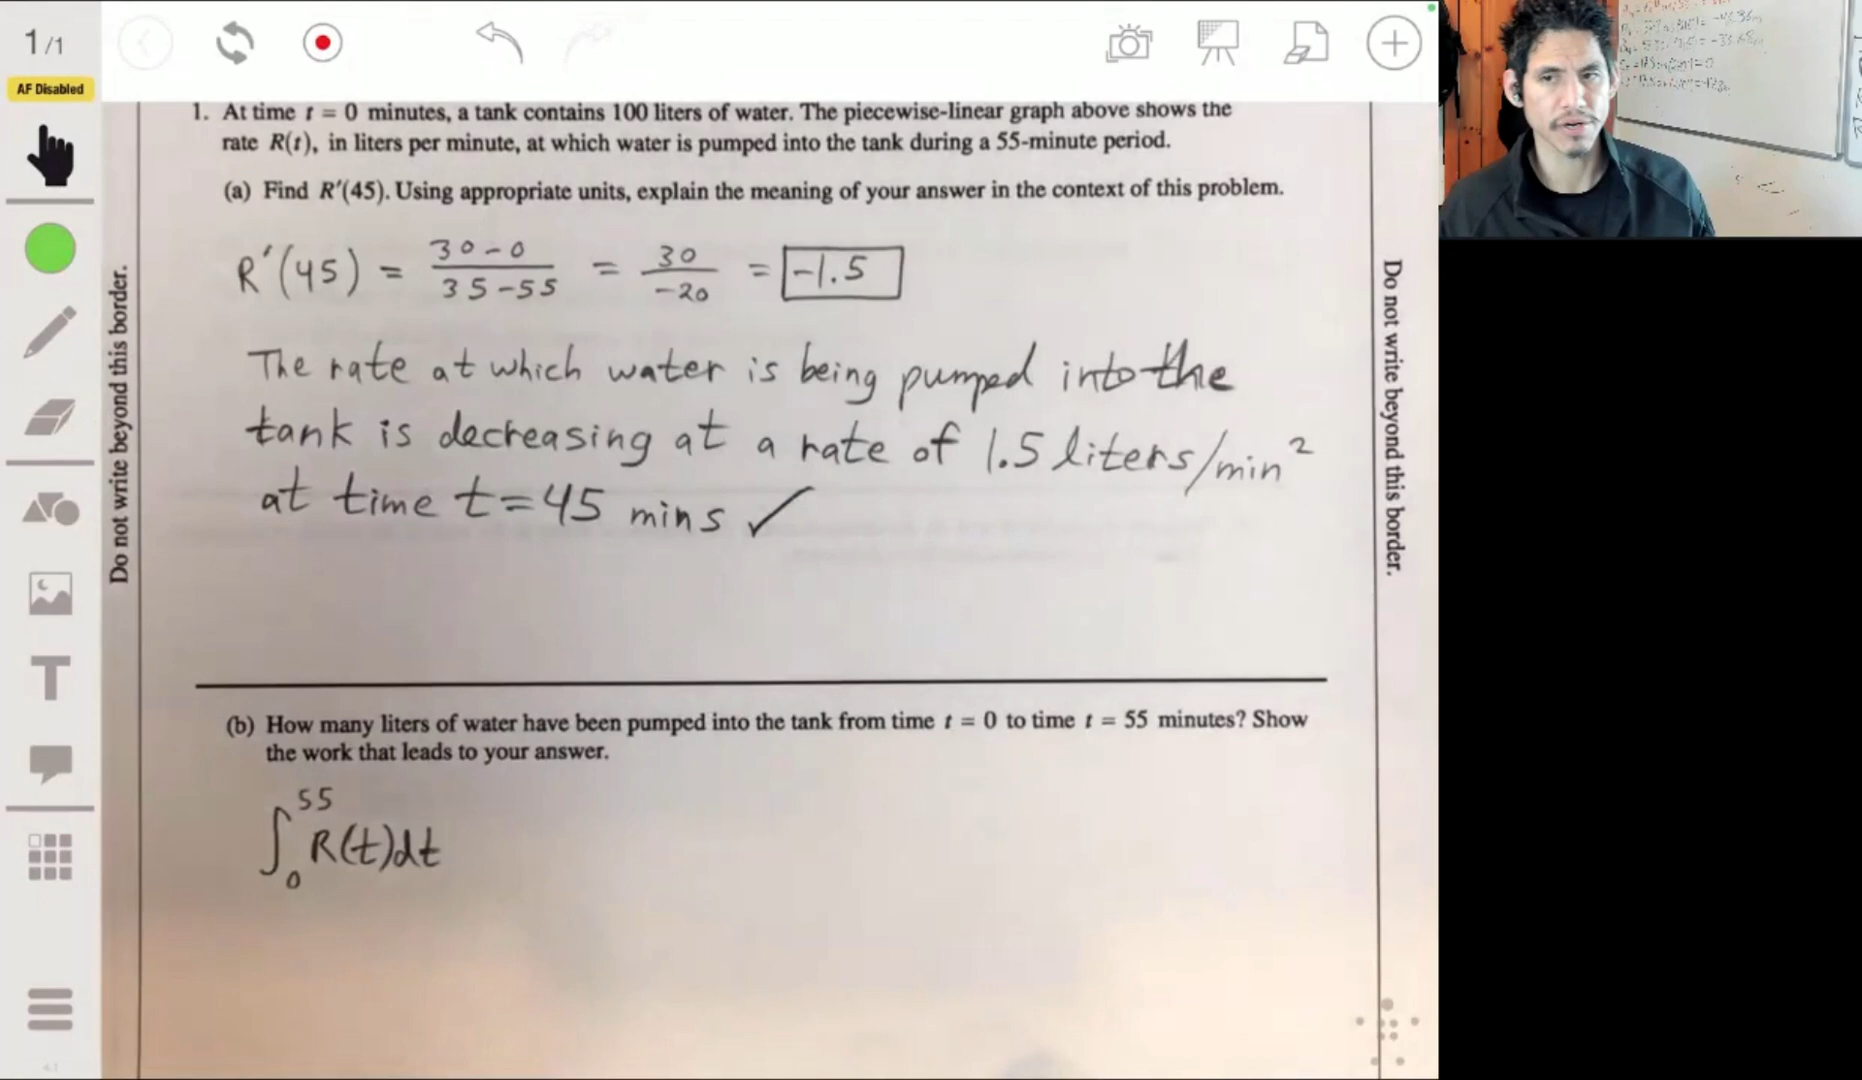 1/1
AF Disabled
1. At time t = 0 minutes, a tank contains 100 liters of water. The piecewise-linear graph above shows the
rate R(t), in liters per minute, at which water is pumped into the tank during a 55-minute period.
(a) Find R′(45). Using appropriate units, explain the meaning of your answer in the context of this problem.
R′(45) = (30-0)/(35-55) = 30/-20 = -1.5
The rate at which water is being pumped into the
tank is decreasing at a rate of 1.5 liters/min²
at time t=45 mins ✓
(b) How many liters of water have been pumped into the tank from time t = 0 to time t = 55 minutes? Show
the work that leads to your answer.
∫₀⁵⁵ R(t)dt
Do not write beyond this border.
Do not write beyond this border.
T